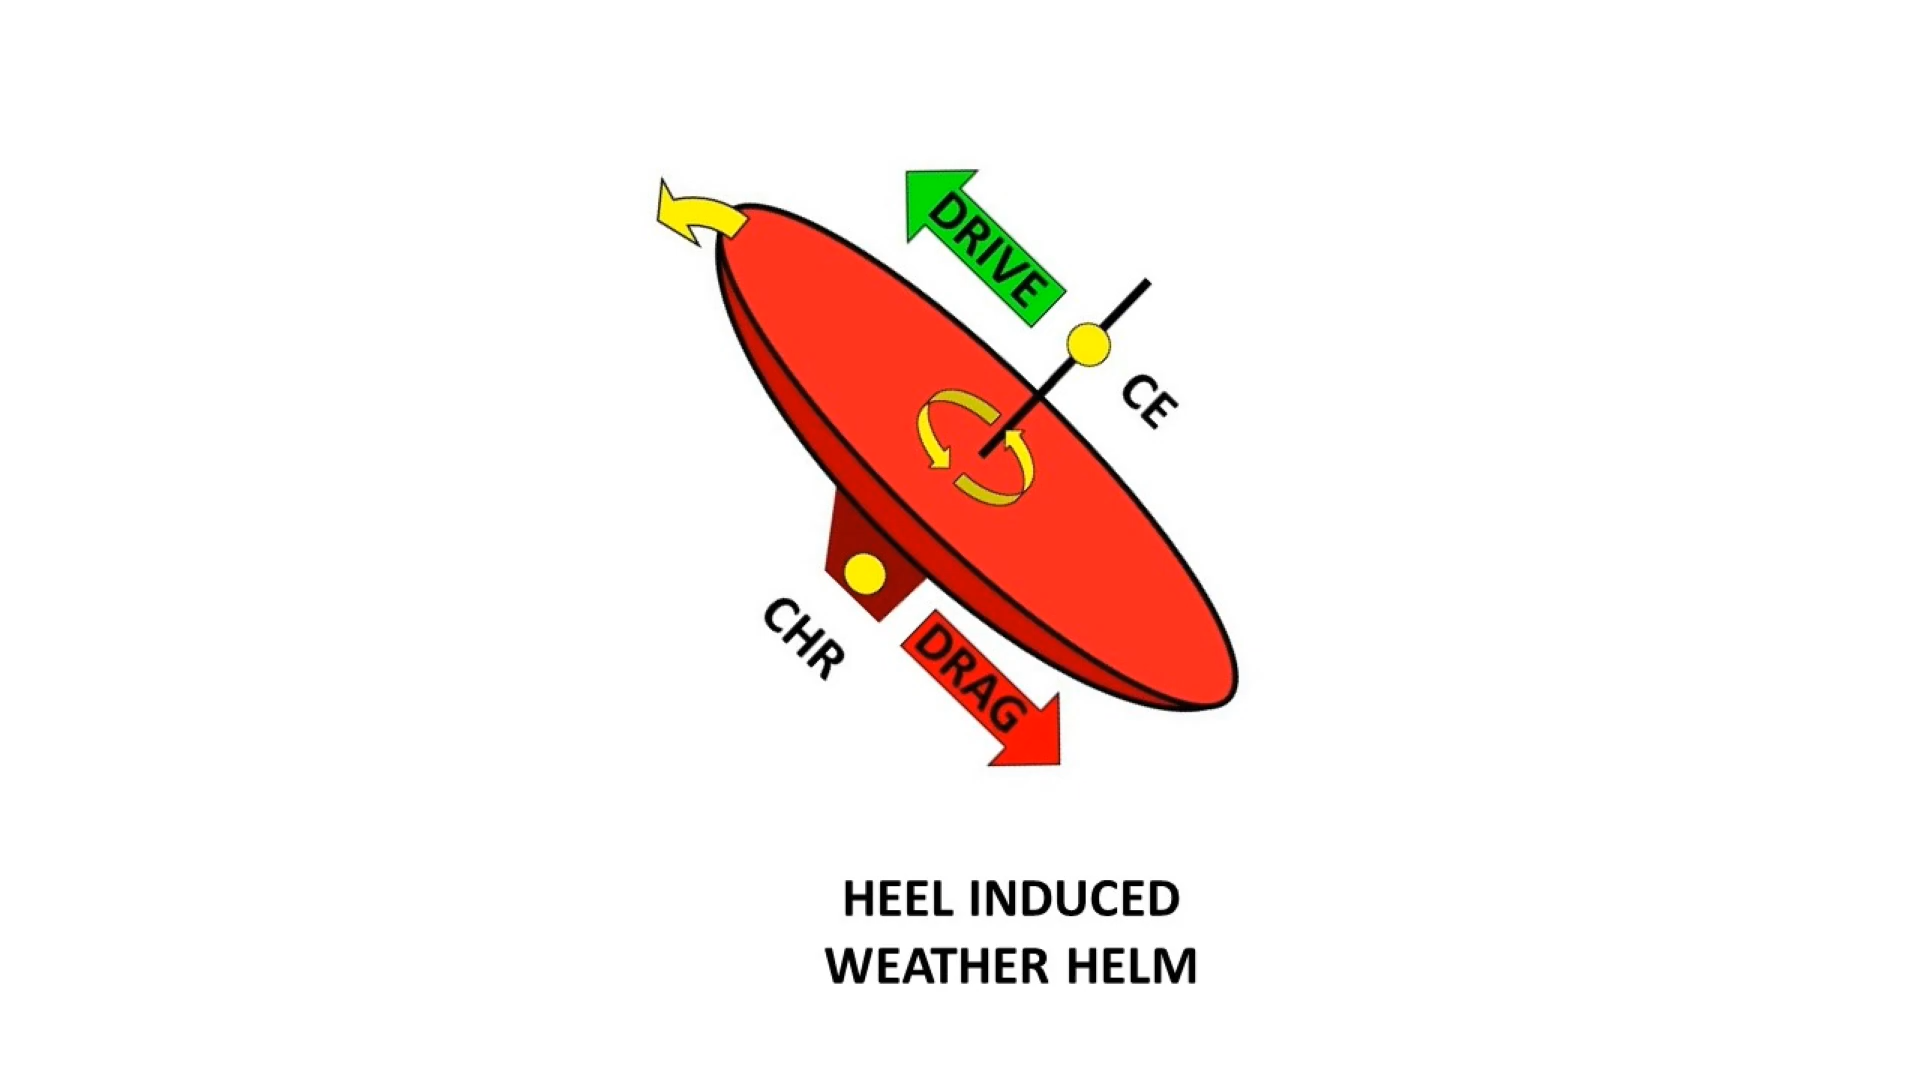 DRIVE
CE
CHR
DRAG
HEEL INDUCED
WEATHER HELM